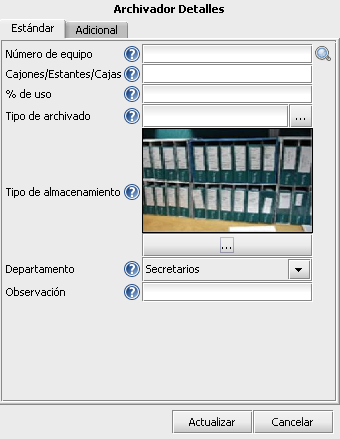 Archivador Detalles
Estándar Adicional
Número de equipo
Cajones/Estantes/Cajas
% de uso
Tipo de archivado ...
Tipo de almacenamiento
...
Departamento Secretarios
Observación
Actualizar Cancelar